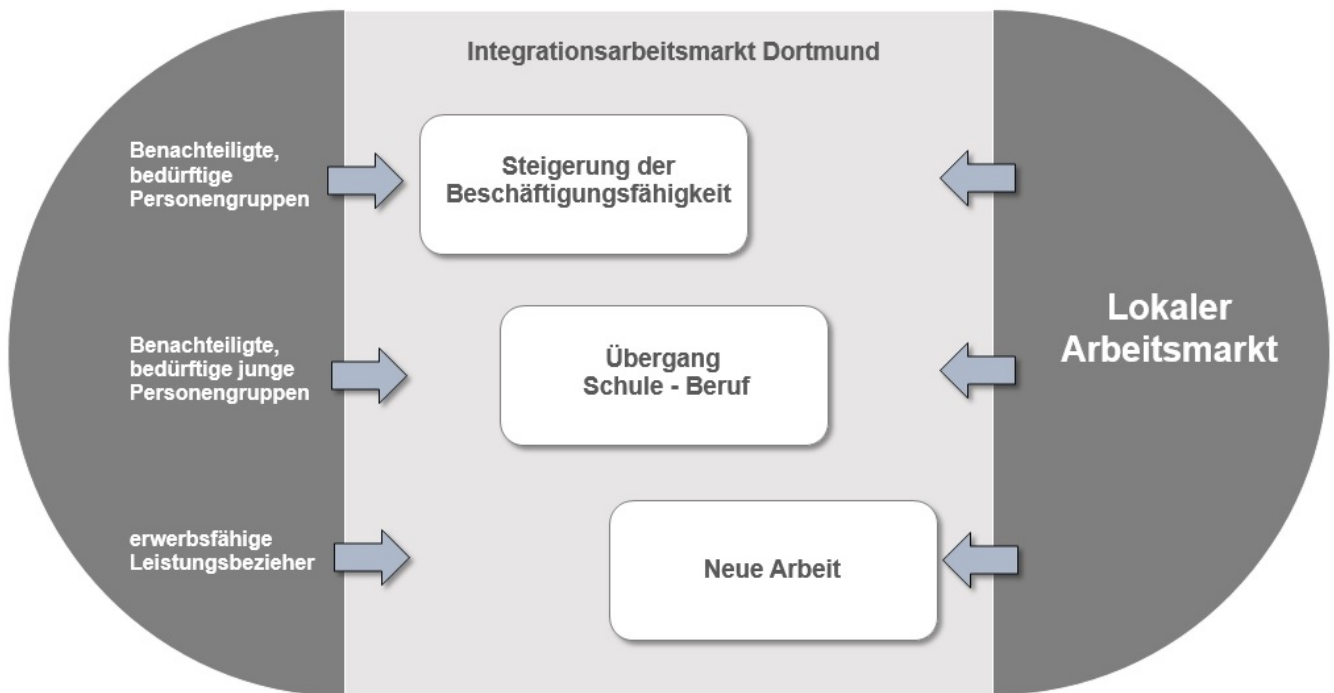 Integrationsarbeitsmarkt Dortmund
Benachteiligte,
bedürftige
Personengruppen
Steigerung der
Beschäftigungsfähigkeit
Benachteiligte,
bedürftige junge
Personengruppen
Übergang
Schule - Beruf
Lokaler
Arbeitsmarkt
erwerbsfähige
Leistungsbezieher
Neue Arbeit